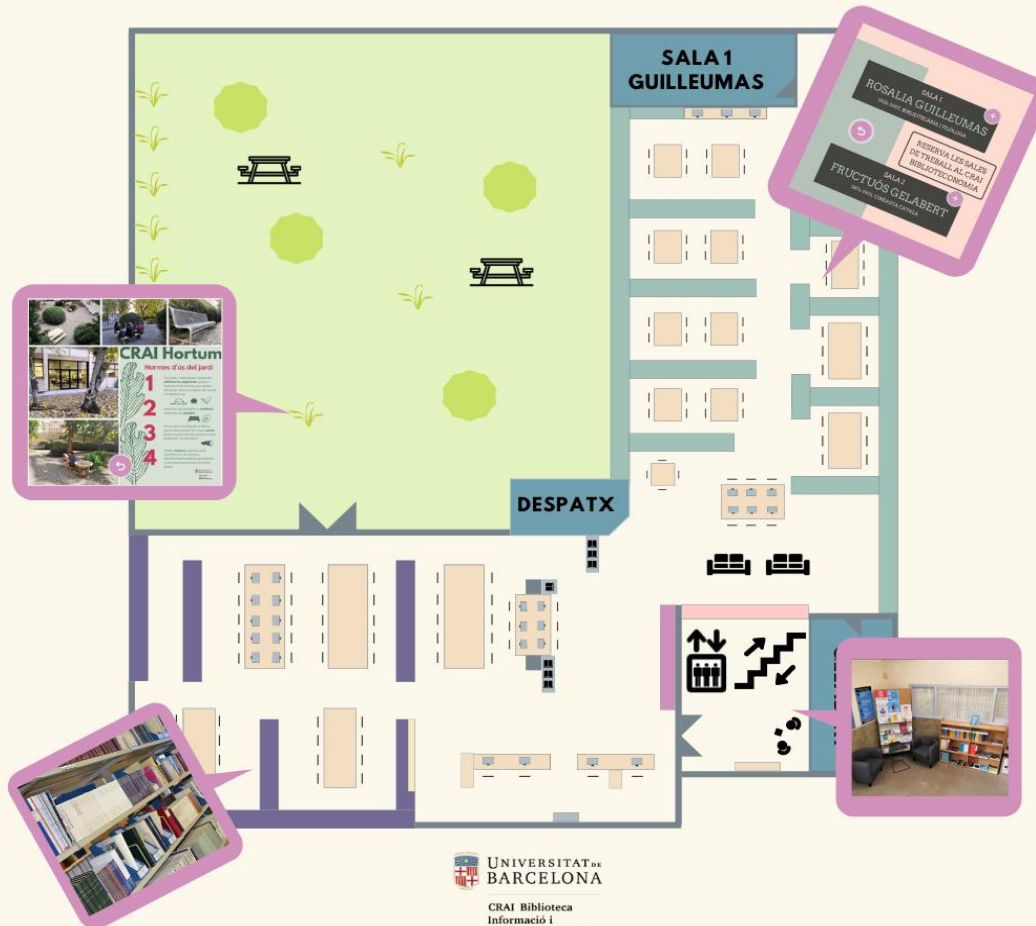 SALA 1
GUILLEUMAS
SALA 1
ROSALIA GUILLEUMAS
RESERVA LES SALES
DE TREBALL AL CRAI
BIBLIOTECONOMIA
SALA 2
FRUCTUÓS GELABERT
CRAI Hortum
Normes d'ús del jardí
1
2
3
4
DESPATX
UNIVERSITAT DE
BARCELONA
CRAI Biblioteca
Informació i